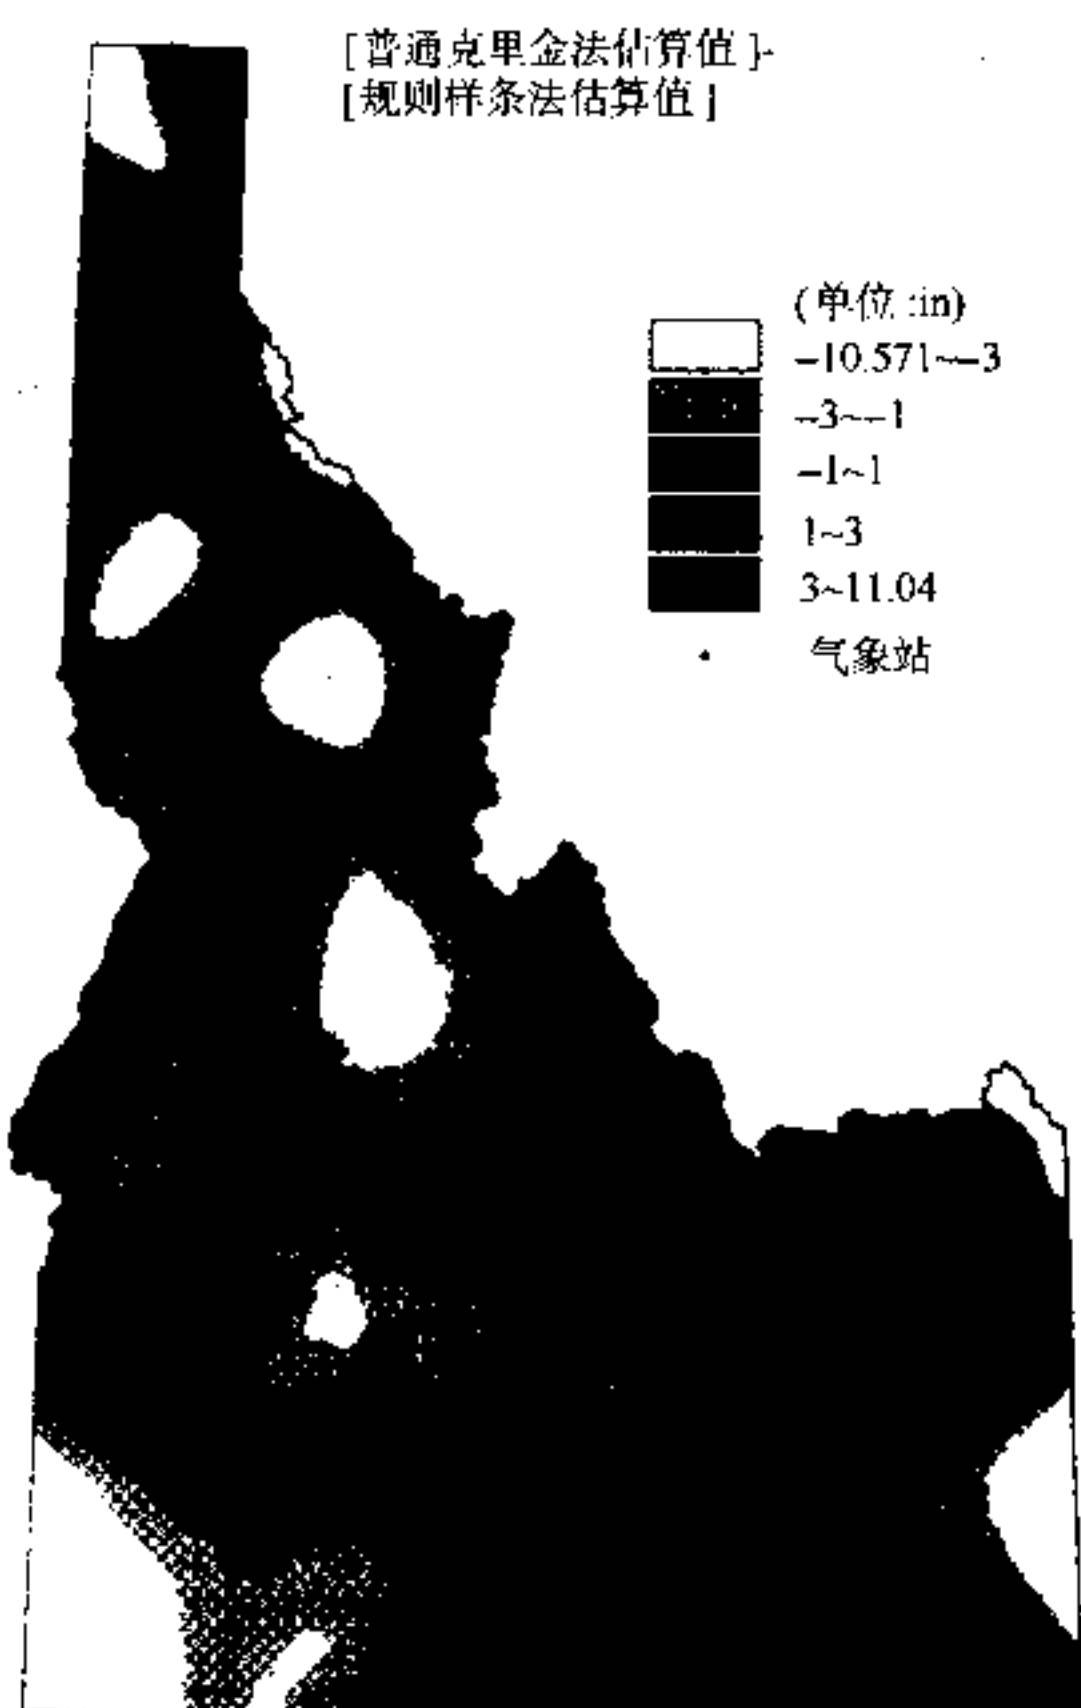 [普通克里金法估算值]-
[规则样条法估算值]
(单位:in)
-10.571~-3
-3~-1
-1~1
1~3
3~11.04
气象站